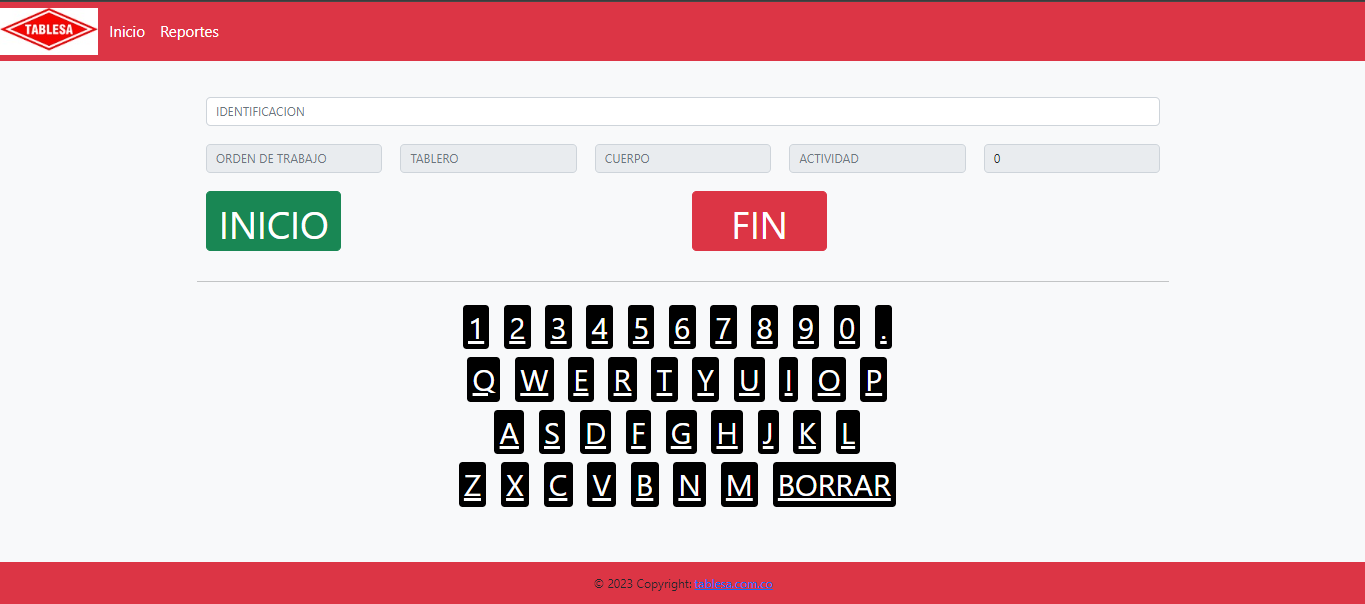 TABLESA Inicio Reportes
IDENTIFICACION
ORDEN DE TRABAJO TABLERO CUERPO ACTIVIDAD 0
INICIO FIN
1 2 3 4 5 6 7 8 9 0 .
Q W E R T Y U I O P
A S D F G H J K L
Z X C V B N M BORRAR
© 2023 Copyright: tablesa.com.co